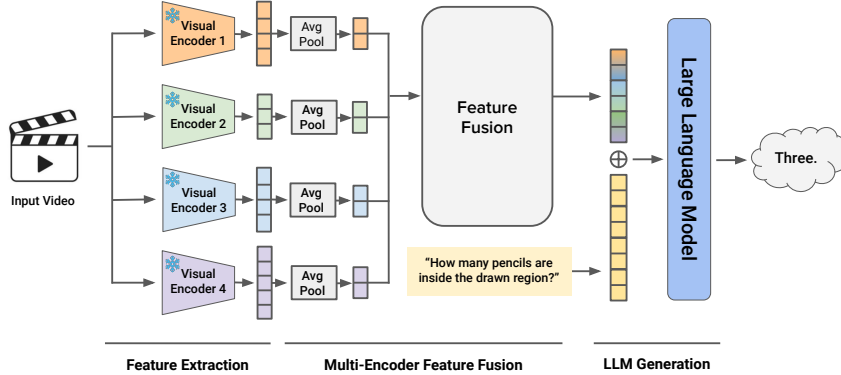 Visual
Encoder 1
Avg
Pool
Visual
Encoder 2
Avg
Pool
Visual
Encoder 3
Avg
Pool
Visual
Encoder 4
Avg
Pool
Input Video
Feature
Fusion
“How many pencils are
inside the drawn region?”
Large Language Model
Three.
Feature Extraction
Multi-Encoder Feature Fusion
LLM Generation